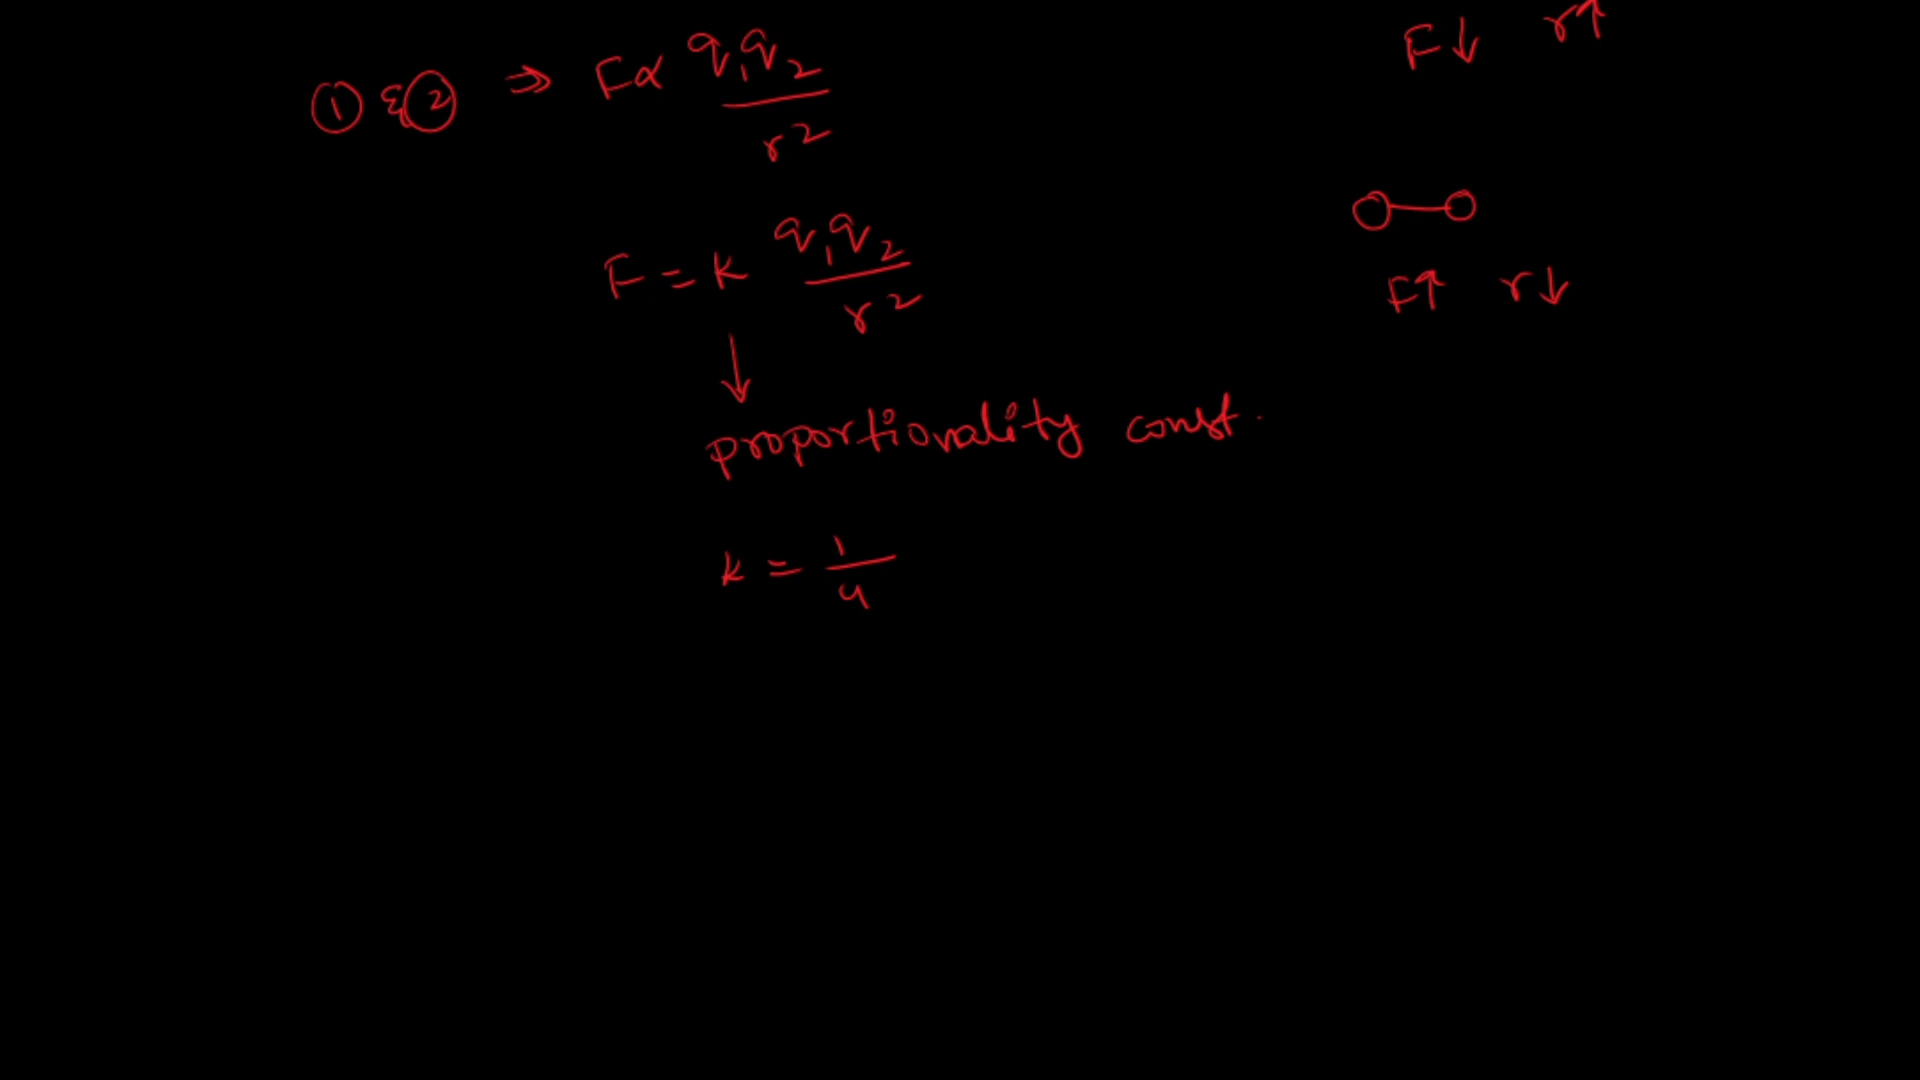 ① & ② ⇒ F ∝ q₁q₂ / r²
F = k q₁q₂ / r²
↓
proportionality const.
k = 1 / 4
F↓ r↑
F↑ r↓